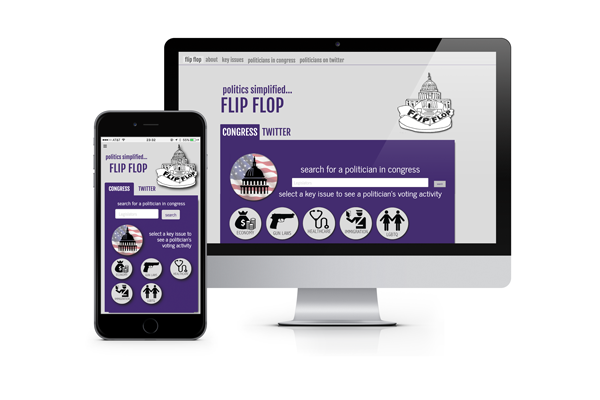 flip flop about key issues politicians in congress politicians on twitter
politics simplified...
FLIP FLOP
FLIP FLOP
CONGRESS TWITTER
search for a politician in congress
select a key issue to see a politician's voting activity
ECONOMY
GUN LAWS
HEALTHCARE
IMMIGRATION
LGBTQ
AT&T
politics simplified...
FLIP FLOP
FLIP FLOP
CONGRESS TWITTER
search for a politician in congress
search
select a key issue to
see a politician's
voting activity